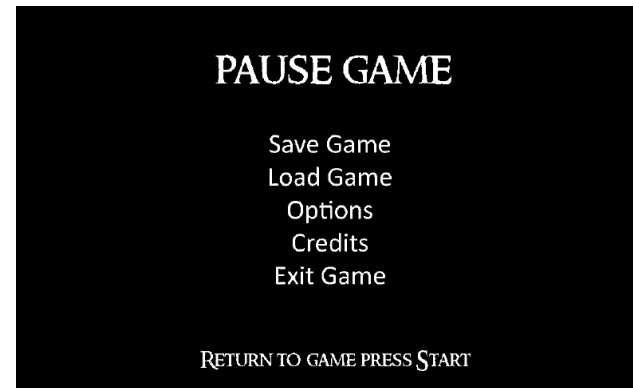 PAUSE GAME
Save Game
Load Game
Options
Credits
Exit Game
RETURN TO GAME PRESS START